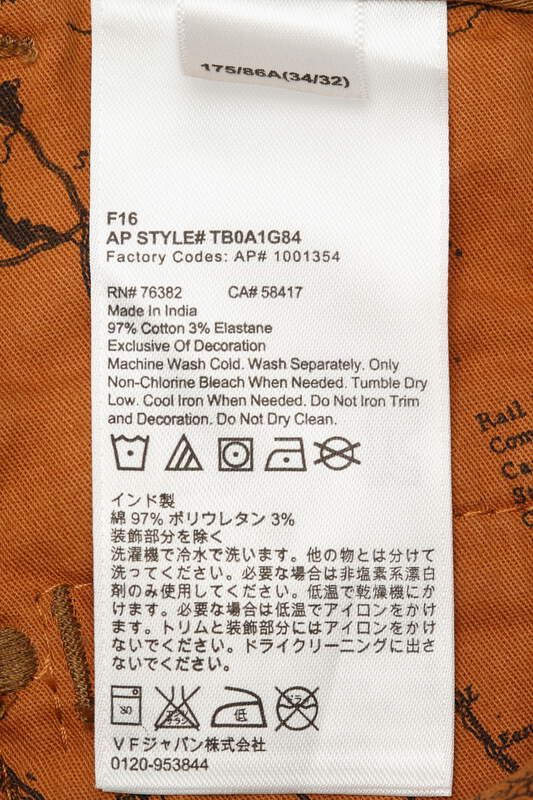 175/86A(34/32)
F16
AP STYLE# TB0A1G84
Factory Codes: AP# 1001354
RN# 76382 CA# 58417
Made In India
97% Cotton 3% Elastane
Exclusive Of Decoration
Machine Wash Cold. Wash Separately. Only
Non-Chlorine Bleach When Needed. Tumble Dry
Low. Cool Iron When Needed. Do Not Iron Trim
and Decoration. Do Not Dry Clean.
インド製
綿 97% ポリウレタン 3%
装飾部分を除く
洗濯機で冷水で洗います。他の物とは分けて
洗ってください。必要な場合は非塩素系漂白
剤のみ使用してください。低温で乾燥機にか
けます。必要な場合は低温でアイロンをかけ
ます。トリムと装飾部分にはアイロンをかけ
ないでください。ドライクリーニングに出さ
ないでください。
30 低 ドライ
VFジャパン株式会社
0120-953844
Rail